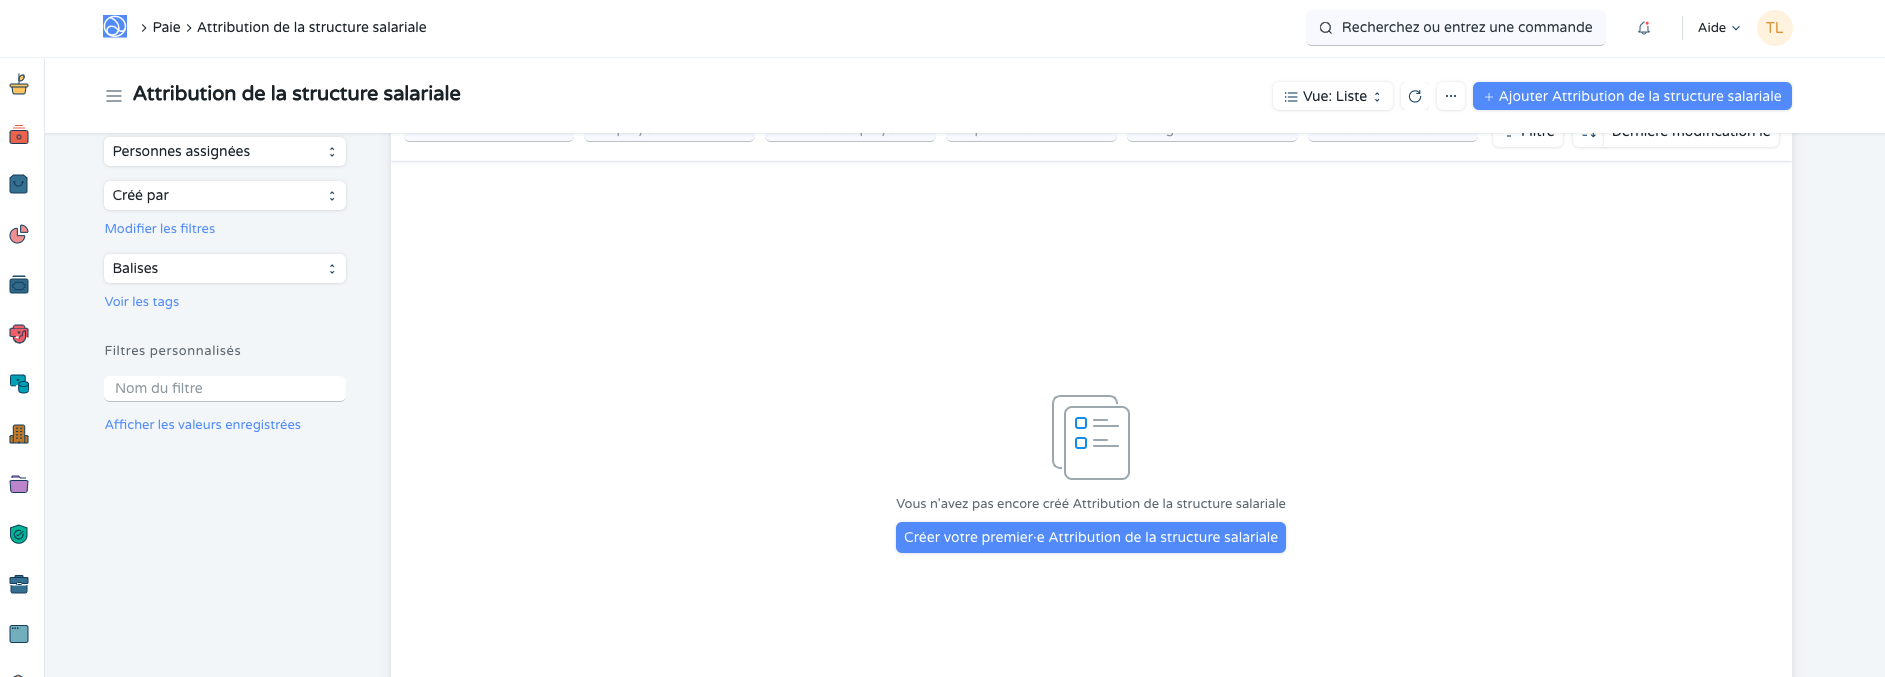 Paie
Attribution de la structure salariale
Recherchez ou entrez une commande
Aide
TL
Attribution de la structure salariale
Vue: Liste
Ajouter Attribution de la structure salariale
Filtre
Dernière modification le
Personnes assignées
Créé par
Modifier les filtres
Balises
Voir les tags
Filtres personnalisés
Nom du filtre
Afficher les valeurs enregistrées
Vous n'avez pas encore créé Attribution de la structure salariale
Créer votre premier·e Attribution de la structure salariale